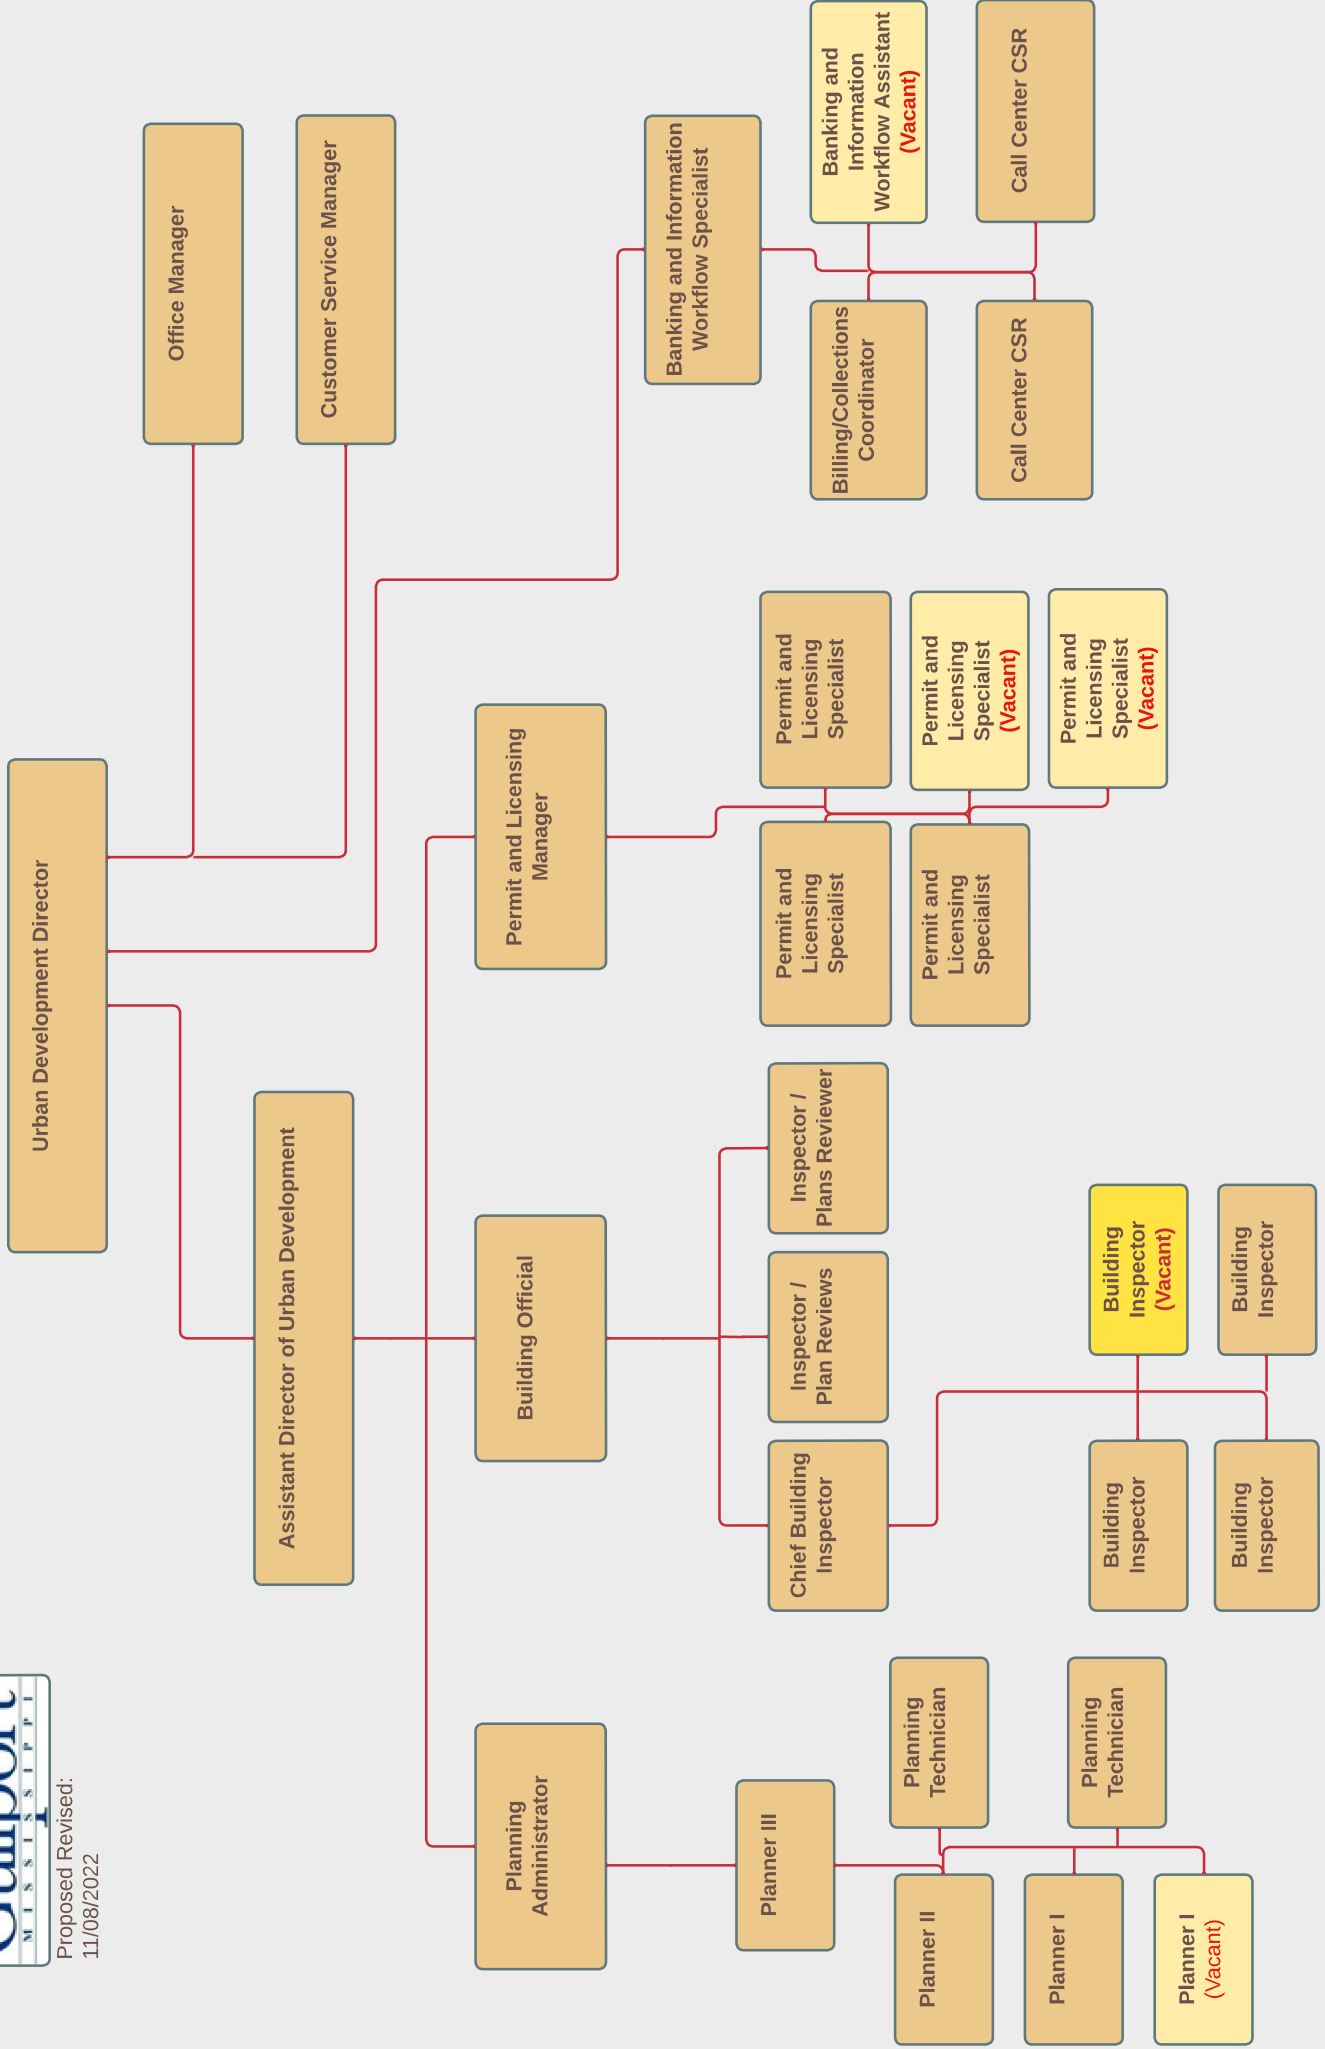 Gulfport
MISSISSIPPI
Proposed Revised:
11/08/2022
Urban Development Director
Office Manager
Customer Service Manager
Assistant Director of Urban Development
Planning
Administrator
Building Official
Permit and Licensing
Manager
Banking and Information
Workflow Specialist
Planner III
Chief Building
Inspector
Inspector /
Plan Reviews
Inspector /
Plans Reviewer
Permit and
Licensing
Specialist
Permit and
Licensing
Specialist
Billing/Collections
Coordinator
Banking and
Information
Workflow Assistant
(Vacant)
Planner II
Planning
Technician
Permit and
Licensing
Specialist
Permit and
Licensing
Specialist
(Vacant)
Call Center CSR
Call Center CSR
Planner I
Planning
Technician
Building
Inspector
Building
Inspector
(Vacant)
Permit and
Licensing
Specialist
(Vacant)
Planner I
(Vacant)
Building
Inspector
Building
Inspector